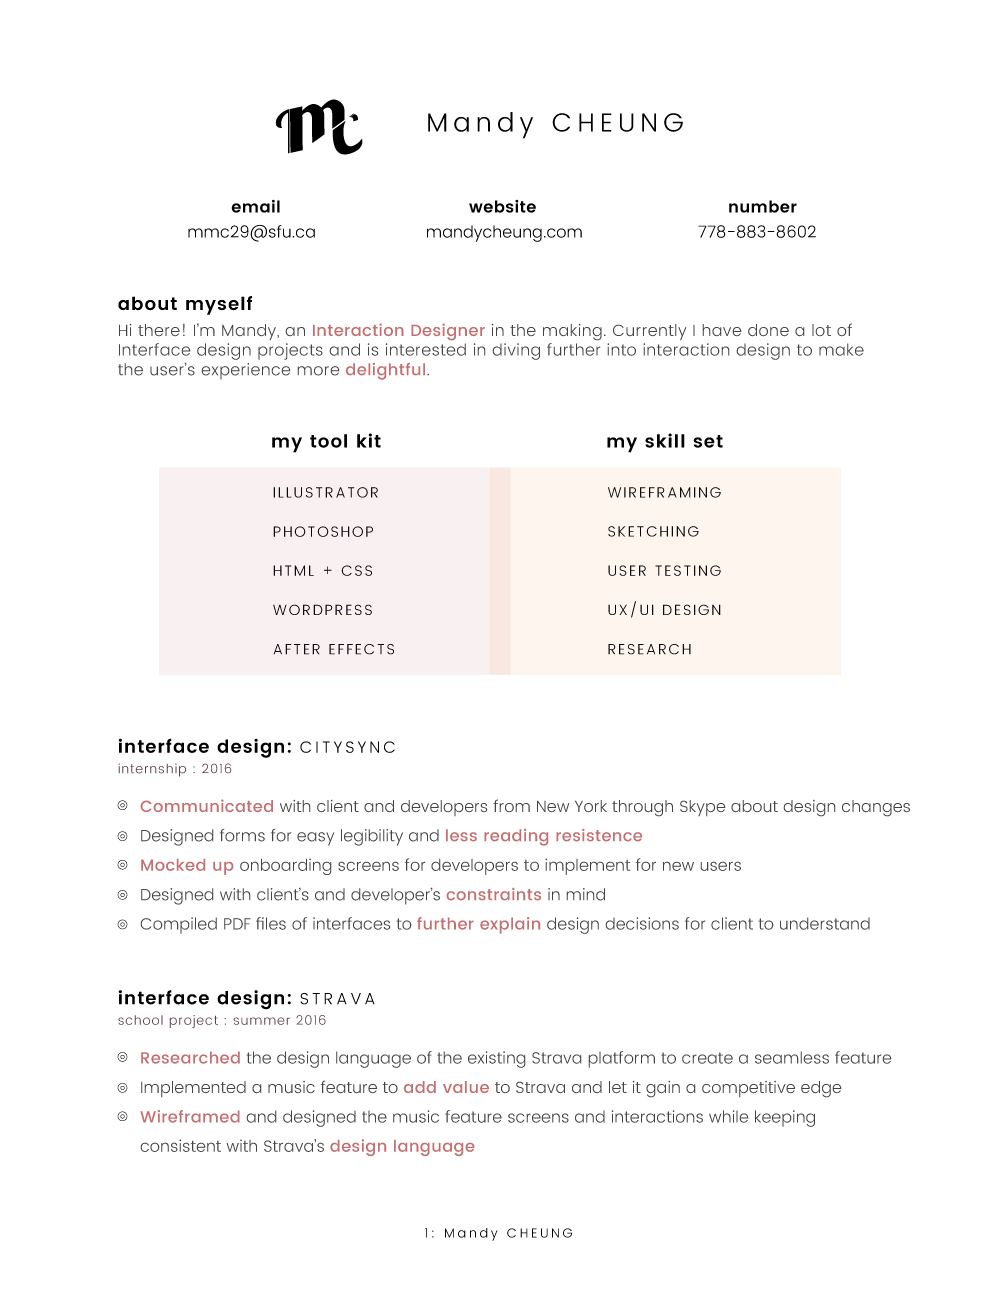 mc
Mandy CHEUNG
email website number
mmc29@sfu.ca mandycheung.com 778-883-8602
about myself
Hi there! I'm Mandy, an Interaction Designer in the making. Currently I have done a lot of
Interface design projects and is interested in diving further into interaction design to make
the user's experience more delightful.
my tool kit
ILLUSTRATOR
PHOTOSHOP
HTML + CSS
WORDPRESS
AFTER EFFECTS
my skill set
WIREFRAMING
SKETCHING
USER TESTING
UX/UI DESIGN
RESEARCH
interface design: CITYSYNC
internship : 2016
Communicated with client and developers from New York through Skype about design changes
Designed forms for easy legibility and less reading resistence
Mocked up onboarding screens for developers to implement for new users
Designed with client's and developer's constraints in mind
Compiled PDF files of interfaces to further explain design decisions for client to understand
interface design: STRAVA
school project : summer 2016
Researched the design language of the existing Strava platform to create a seamless feature
Implemented a music feature to add value to Strava and let it gain a competitive edge
Wireframed and designed the music feature screens and interactions while keeping
consistent with Strava's design language
1: Mandy CHEUNG